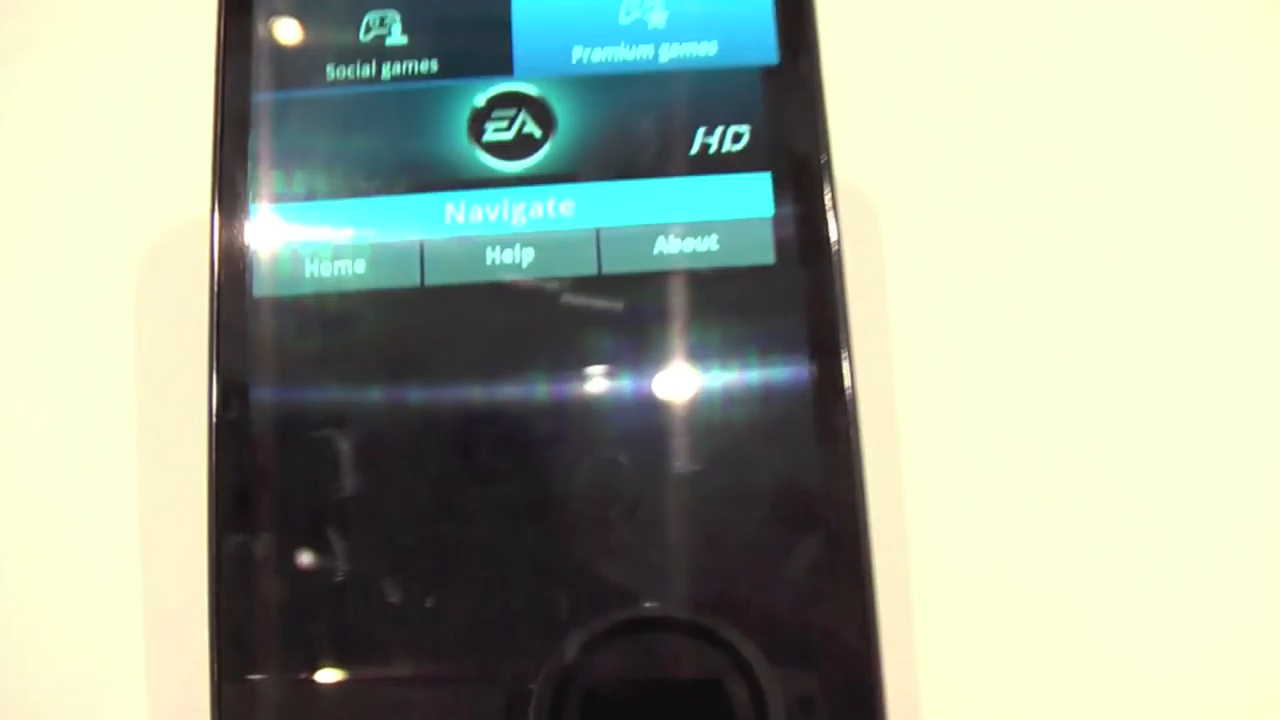 Social games
Premium games
EA
HD
Navigate
Home
Help
About